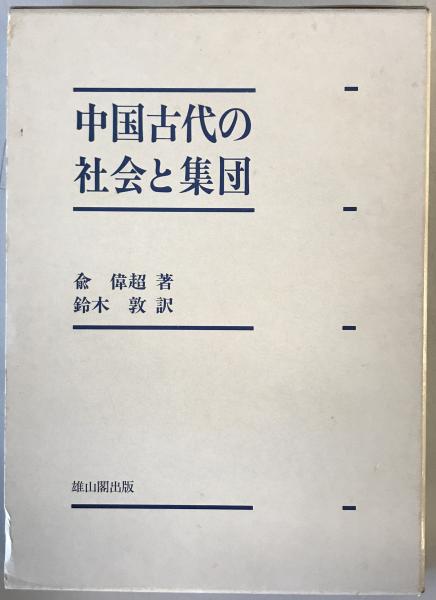 中国古代の
社会と集団
兪 偉超 著
鈴木 敦 訳
雄山閣出版